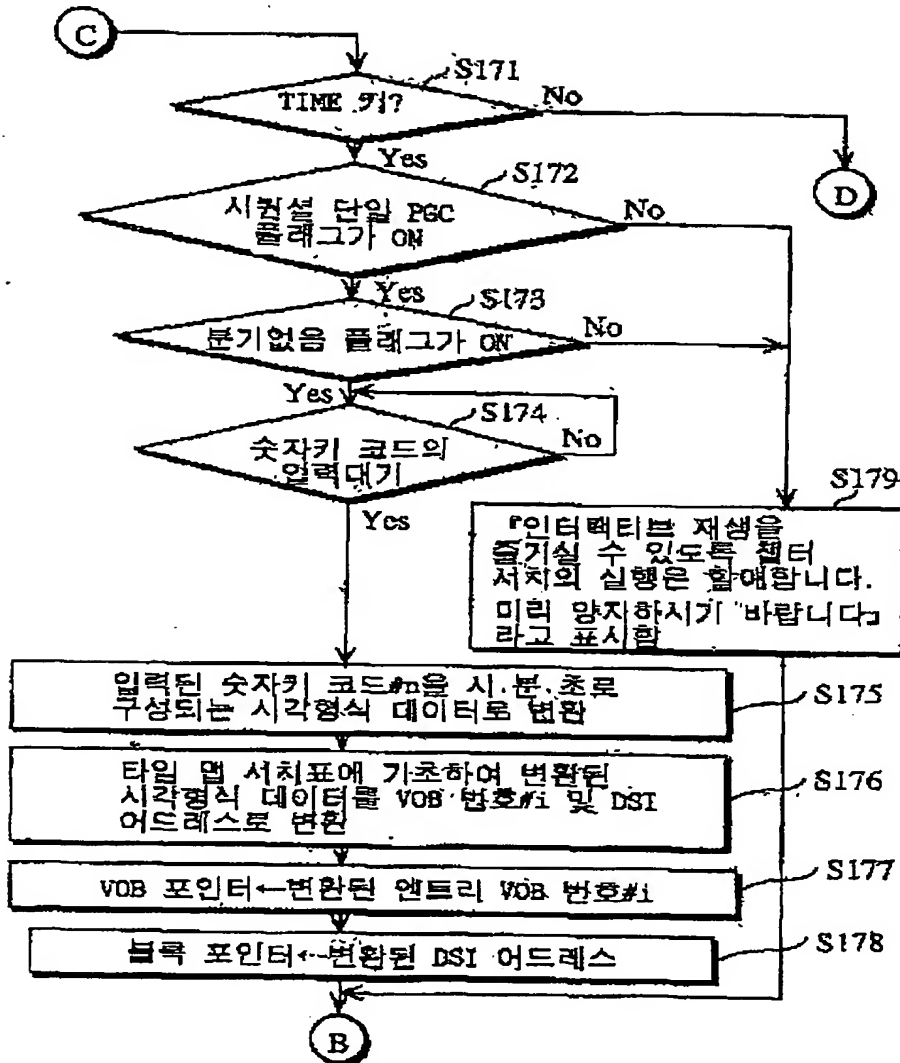 C
S171
TIME 키?
No
Yes
S172
D
시퀀셜 단일 PGC
플래그가 ON
No
Yes
S173
분기없음 플래그가 ON
No
Yes
S174
숫자키 코드의
입력대기
No
Yes
S179
『인터랙티브 재생을
즐기실 수 있도록 챕터
서치의 실행은 할애합니다.
미리 양지하시기 바랍니다』
라고 표시함
입력된 숫자키 코드#n을 시.분.초로
구성되는 시각형식 데이터로 변환
S175
타임 맵 서치표에 기초하여 변환된
시각형식 데이터를 VOB 번호#i 및 DSI
어드레스로 변환
S176
VOB 포인터←변환된 엔트리 VOB 번호#i
S177
블록 포인터←변환된 DSI 어드레스
S178
B